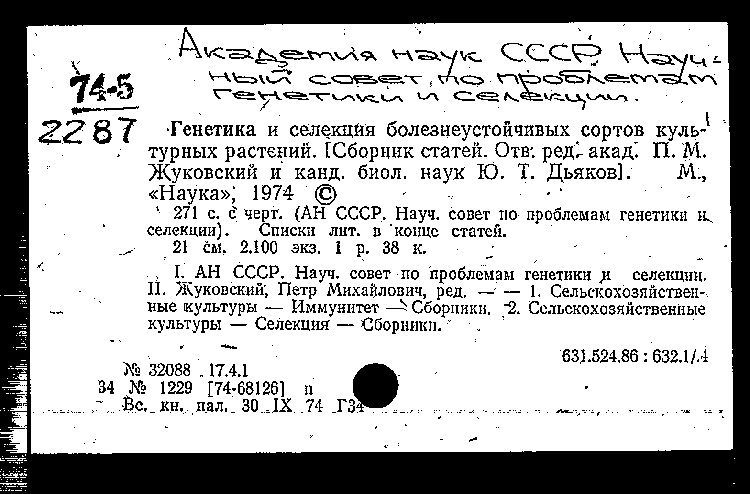 Академия наук СССР. Науч-
ный совет по проблемам
генетики и селекции.
74-5
2287
Генетика и селекция болезнеустойчивых сортов куль-
турных растений. [Сборник статей. Отв. ред. акад. П. М.
Жуковский и канд. биол. наук Ю. Т. Дьяков]. М.,
«Наука», 1974 ©
271 с. с черт. (АН СССР. Науч. совет по проблемам генетики и
селекции). Списки лит. в конце статей.
21 см. 2.100 экз. 1 р. 38 к.
I. АН СССР. Науч. совет по проблемам генетики и селекции.
II. Жуковский, Петр Михайлович, ред. — — 1. Сельскохозяйствен-
ные культуры — Иммунитет — Сборники. 2. Сельскохозяйственные
культуры — Селекция — Сборники.
631.524.86 : 632.1/.4
№ 32088 17.4.1
34 № 1229 [74-68126] п
Вс. кн. пал. 30 IX 74 Г34